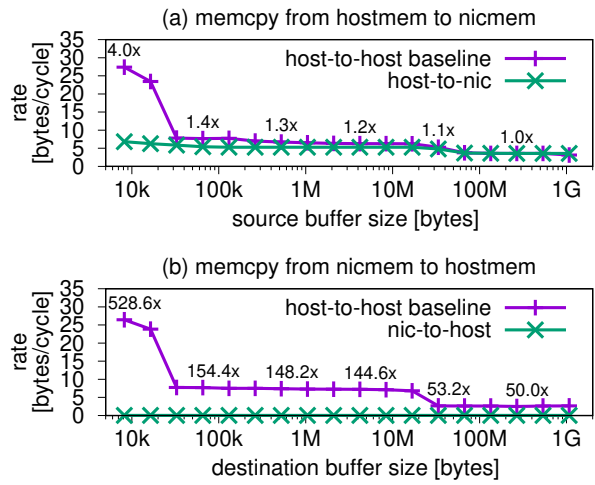 (a) memcpy from hostmem to nicmem
rate
[bytes/cycle]
35
30
25
20
15
10
5
0
4.0x
1.4x
1.3x
1.2x
1.1x
1.0x
host-to-host baseline
host-to-nic
10k 100k 1M 10M 100M 1G
source buffer size [bytes]
(b) memcpy from nicmem to hostmem
rate
[bytes/cycle]
35
30
25
20
15
10
5
0
528.6x
154.4x
148.2x
144.6x
53.2x
50.0x
host-to-host baseline
nic-to-host
10k 100k 1M 10M 100M 1G
destination buffer size [bytes]